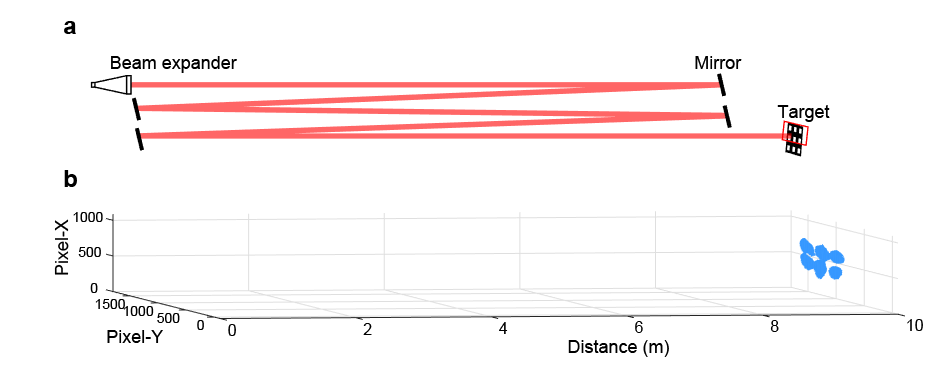 a
Beam expander
Mirror
Target
b
Pixel-X
1000
500
0
1500
1000
500
0
Pixel-Y
0
2
4
6
8
10
Distance (m)